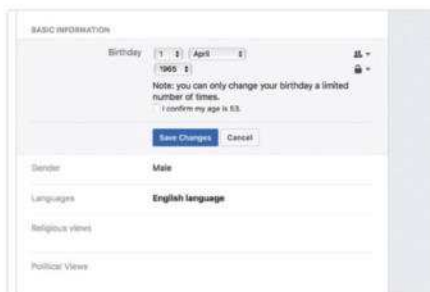 BASIC INFORMATION
Birthday 1 April
1965
Note: you can only change your birthday a limited
number of times.
I confirm my age is 53.
Save Changes Cancel
Gender Male
Languages English language
Religious views
Political Views